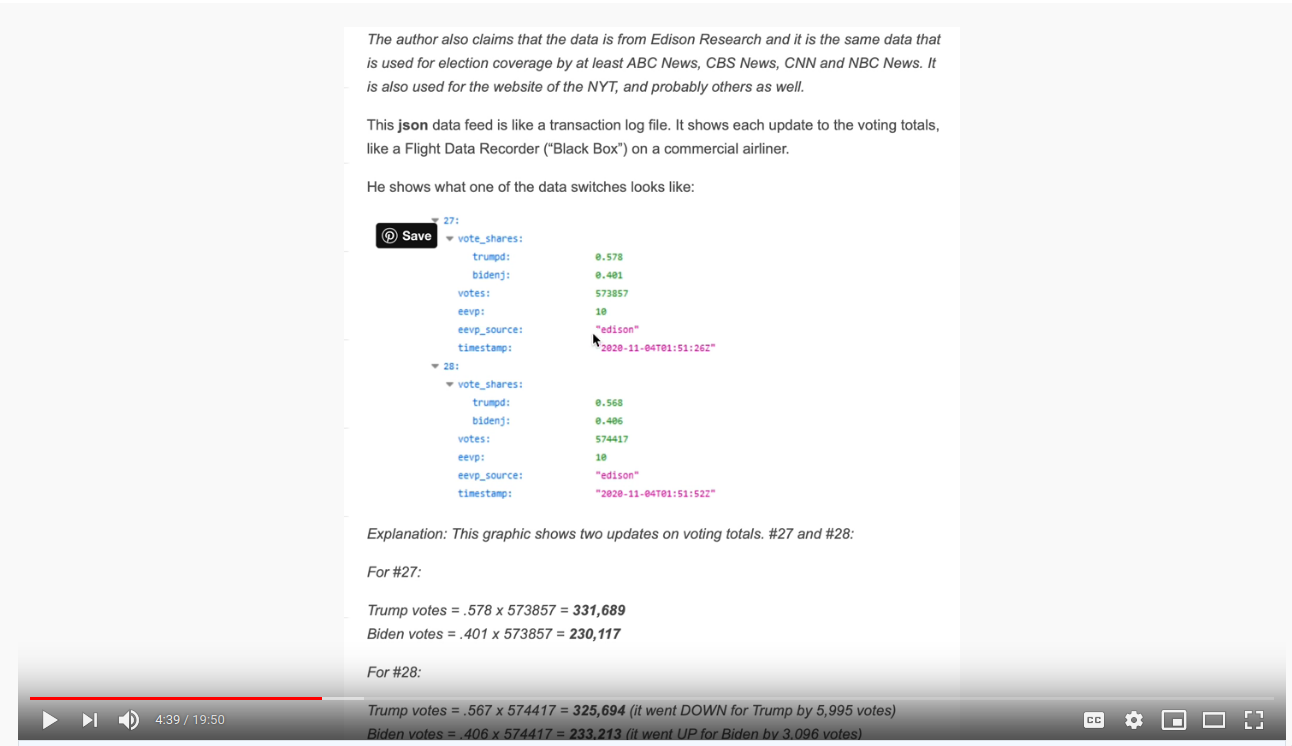 The author also claims that the data is from Edison Research and it is the same data that
is used for election coverage by at least ABC News, CBS News, CNN and NBC News. It
is also used for the website of the NYT, and probably others as well.
This json data feed is like a transaction log file. It shows each update to the voting totals,
like a Flight Data Recorder (“Black Box”) on a commercial airliner.
He shows what one of the data switches looks like:
Save
27:
vote_shares:
trumpd: 0.578
bidenj: 0.401
votes: 573857
eevp: 10
eevp_source: "edison"
timestamp: "2020-11-04T01:51:26Z"
28:
vote_shares:
trumpd: 0.568
bidenj: 0.406
votes: 574417
eevp: 10
eevp_source: "edison"
timestamp: "2020-11-04T01:51:52Z"
Explanation: This graphic shows two updates on voting totals. #27 and #28:
For #27:
Trump votes = .578 x 573857 = 331,689
Biden votes = .401 x 573857 = 230,117
For #28:
Trump votes = .567 x 574417 = 325,694 (it went DOWN for Trump by 5,995 votes)
Biden votes = .406 x 574417 = 233,213 (it went UP for Biden by 3,096 votes)
4:39 / 19:50
CC